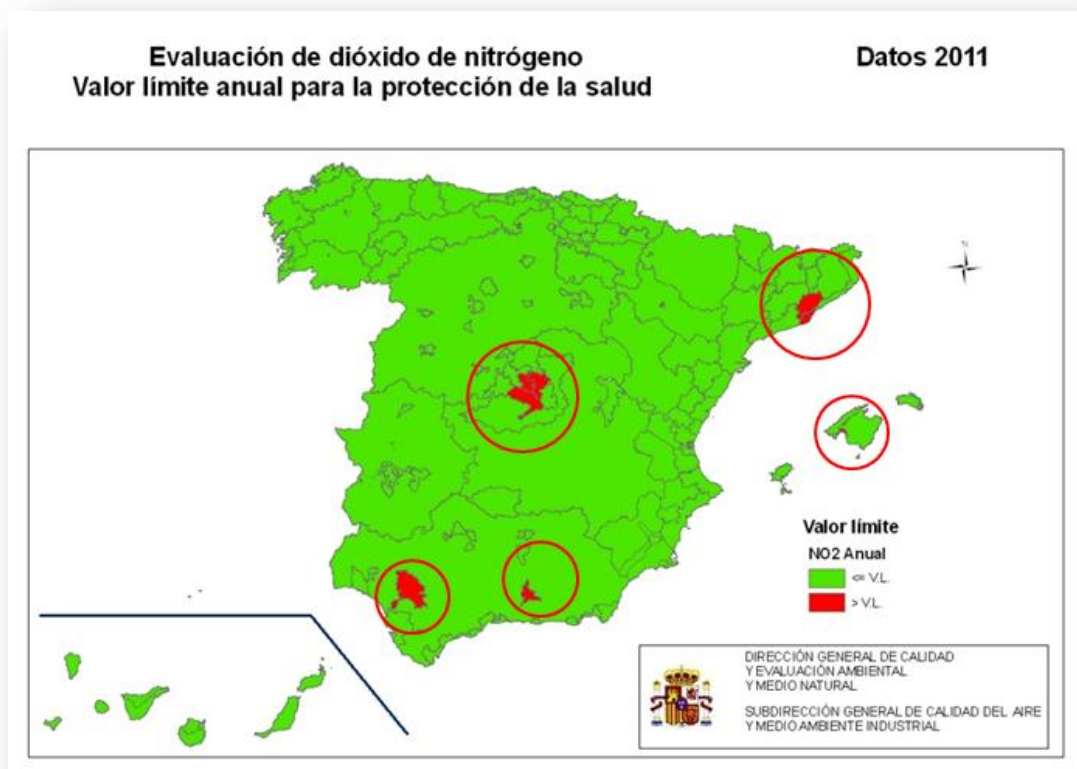 Evaluación de dióxido de nitrógeno
Valor límite anual para la protección de la salud
Datos 2011
N
Valor límite
NO2 Anual
<= V.L.
> V.L.
DIRECCIÓN GENERAL DE CALIDAD
Y EVALUACIÓN AMBIENTAL
Y MEDIO NATURAL
SUBDIRECCIÓN GENERAL DE CALIDAD DEL AIRE
Y MEDIO AMBIENTE INDUSTRIAL